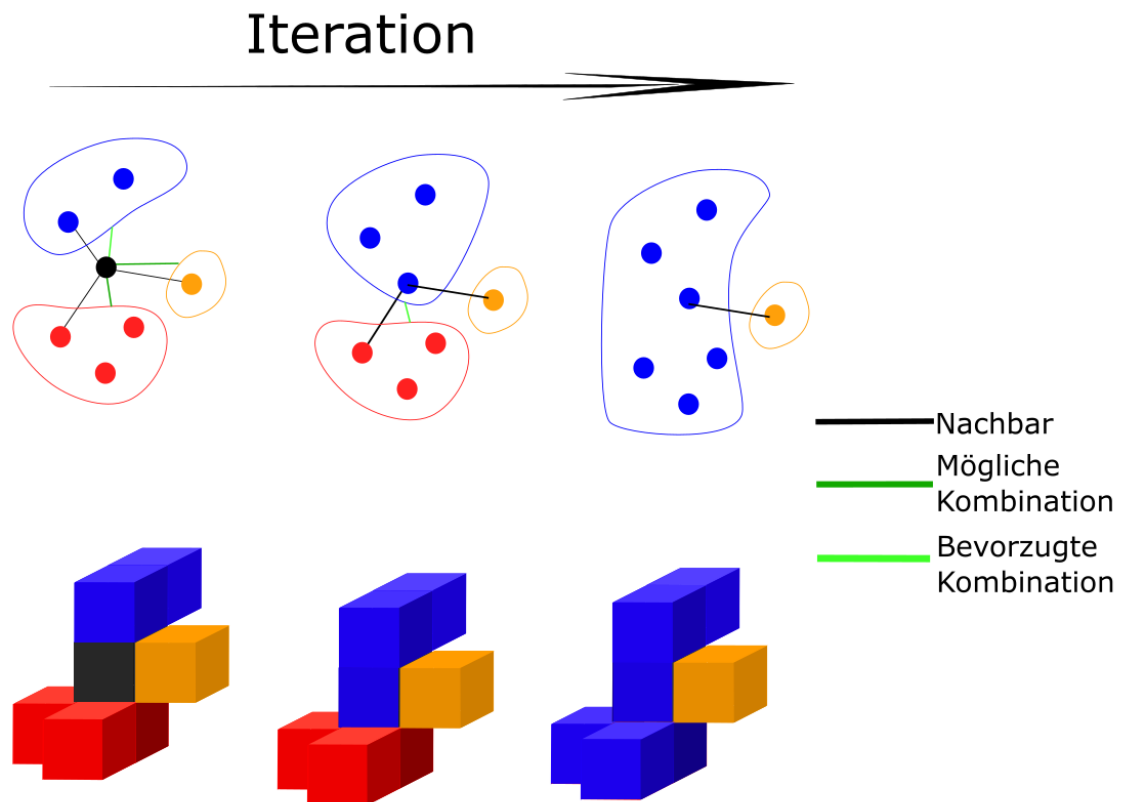 Iteration
Nachbar
Mögliche
Kombination
Bevorzugte
Kombination